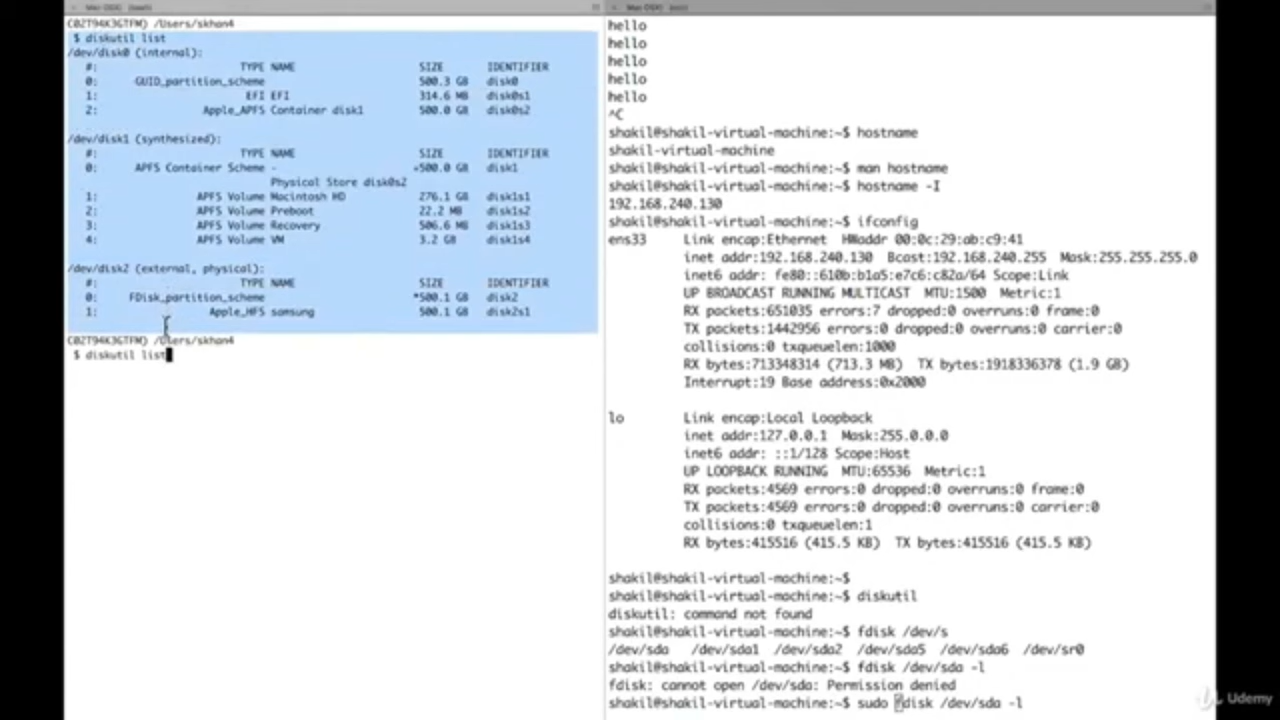 Mac OSX) (bash)
(02T94K3GTFM) /Users/skhan4
$ diskutil list
/dev/disk0 (internal):
#: TYPE NAME SIZE IDENTIFIER
0: GUID_partition_scheme 500.3 GB disk0
1: EFI EFI 314.6 MB disk0s1
2: Apple_APFS Container disk1 500.0 GB disk0s2
/dev/disk1 (synthesized):
#: TYPE NAME SIZE IDENTIFIER
0: APFS Container Scheme - +500.0 GB disk1
Physical Store disk0s2
1: APFS Volume Macintosh HD 276.1 GB disk1s1
2: APFS Volume Preboot 22.2 MB disk1s2
3: APFS Volume Recovery 506.6 MB disk1s3
4: APFS Volume VM 3.2 GB disk1s4
/dev/disk2 (external, physical):
#: TYPE NAME SIZE IDENTIFIER
0: FDisk_partition_scheme *500.1 GB disk2
1: Apple_HFS samsung 500.1 GB disk2s1
(02T94K3GTFM) /Users/skhan4
$ diskutil list
Mac OSX)
hello
hello
hello
hello
hello
^C
shakil@shakil-virtual-machine:~$ hostname
shakil-virtual-machine
shakil@shakil-virtual-machine:~$ man hostname
shakil@shakil-virtual-machine:~$ hostname -I
192.168.240.130
shakil@shakil-virtual-machine:~$ ifconfig
ens33 Link encap:Ethernet HWaddr 00:0c:29:ab:c9:41
inet addr:192.168.240.130 Bcast:192.168.240.255 Mask:255.255.255.0
inet6 addr: fe80::610b:b1a5:e7c6:c82a/64 Scope:Link
UP BROADCAST RUNNING MULTICAST MTU:1500 Metric:1
RX packets:651035 errors:7 dropped:0 overruns:0 frame:0
TX packets:1442956 errors:0 dropped:0 overruns:0 carrier:0
collisions:0 txqueuelen:1000
RX bytes:713348314 (713.3 MB) TX bytes:1918336378 (1.9 GB)
Interrupt:19 Base address:0x2000
lo Link encap:Local Loopback
inet addr:127.0.0.1 Mask:255.0.0.0
inet6 addr: ::1/128 Scope:Host
UP LOOPBACK RUNNING MTU:65536 Metric:1
RX packets:4569 errors:0 dropped:0 overruns:0 frame:0
TX packets:4569 errors:0 dropped:0 overruns:0 carrier:0
collisions:0 txqueuelen:1
RX bytes:415516 (415.5 KB) TX bytes:415516 (415.5 KB)
shakil@shakil-virtual-machine:~$
shakil@shakil-virtual-machine:~$ diskutil
diskutil: command not found
shakil@shakil-virtual-machine:~$ fdisk /dev/s
/dev/sda /dev/sda1 /dev/sda2 /dev/sda5 /dev/sda6 /dev/sr0
shakil@shakil-virtual-machine:~$ fdisk /dev/sda -l
fdisk: cannot open /dev/sda: Permission denied
shakil@shakil-virtual-machine:~$ sudo fdisk /dev/sda -l
Udemy